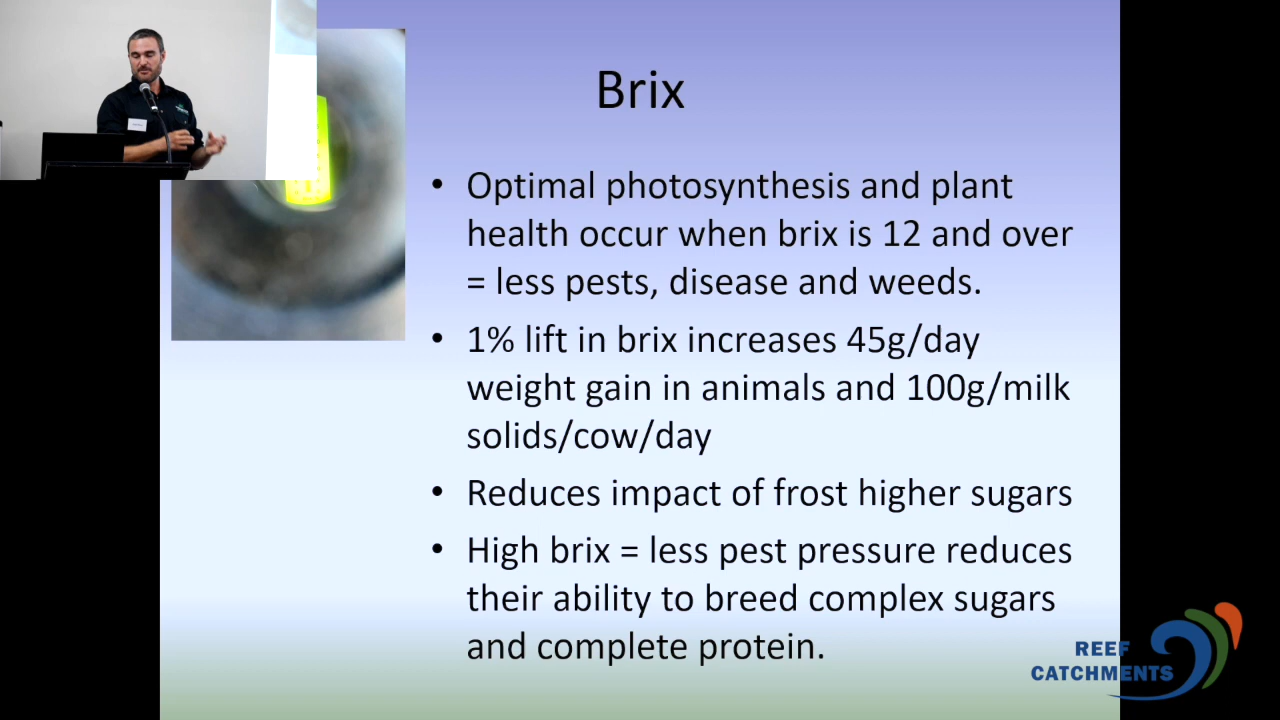 Brix
• Optimal photosynthesis and plant
health occur when brix is 12 and over
= less pests, disease and weeds.
• 1% lift in brix increases 45g/day
weight gain in animals and 100g/milk
solids/cow/day
• Reduces impact of frost higher sugars
• High brix = less pest pressure reduces
their ability to breed complex sugars
and complete protein.
REEF
CATCHMENTS